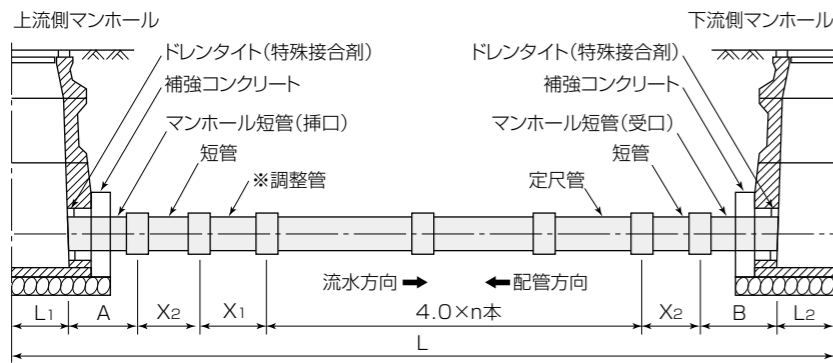 上流側マンホール
下流側マンホール
ドレンタイト(特殊接合剤)
ドレンタイト(特殊接合剤)
補強コンクリート
補強コンクリート
マンホール短管(挿口)
マンホール短管(受口)
短管
短管
※調整管
定尺管
流水方向 ➡
⬅ 配管方向
L1 A X2 X1 4.0×n本 X2 B L2
L